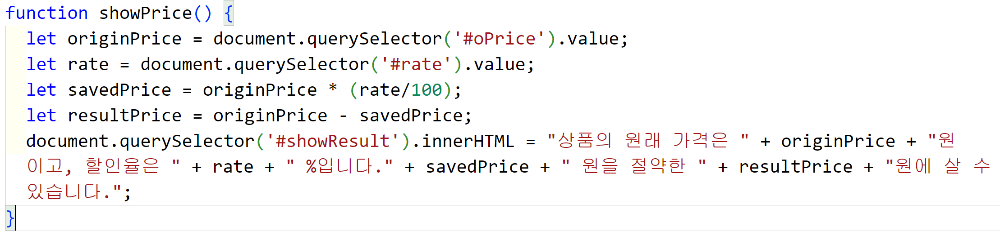 function showPrice() {
let originPrice = document.querySelector('#oPrice').value;
let rate = document.querySelector('#rate').value;
let savedPrice = originPrice * (rate/100);
let resultPrice = originPrice - savedPrice;
document.querySelector('#showResult').innerHTML = "상품의 원래 가격은 " + originPrice + "원
이고, 할인율은 " + rate + " %입니다." + savedPrice + " 원을 절약한 " + resultPrice + "원에 살 수
있습니다.";
}